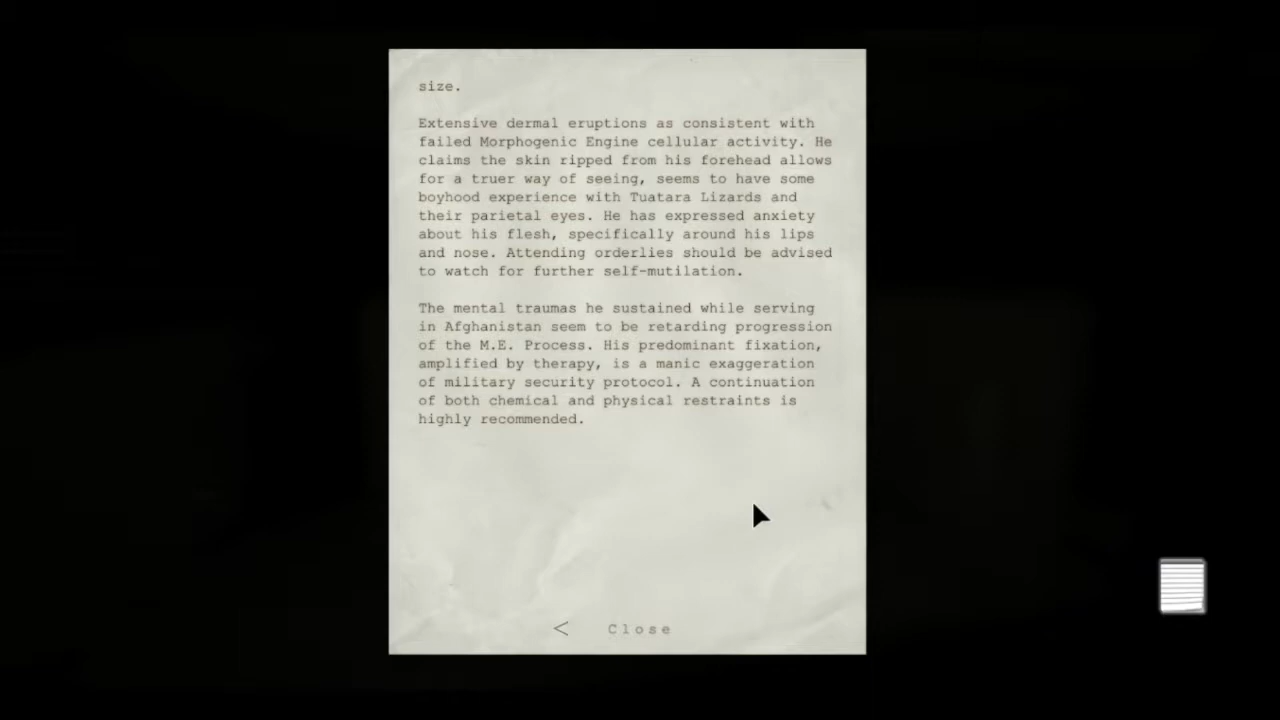 size.
Extensive dermal eruptions as consistent with
failed Morphogenic Engine cellular activity. He
claims the skin ripped from his forehead allows
for a truer way of seeing, seems to have some
boyhood experience with Tuatara Lizards and
their parietal eyes. He has expressed anxiety
about his flesh, specifically around his lips
and nose. Attending orderlies should be advised
to watch for further self-mutilation.
The mental traumas he sustained while serving
in Afghanistan seem to be retarding progression
of the M.E. Process. His predominant fixation,
amplified by therapy, is a manic exaggeration
of military security protocol. A continuation
of both chemical and physical restraints is
highly recommended.
< Close